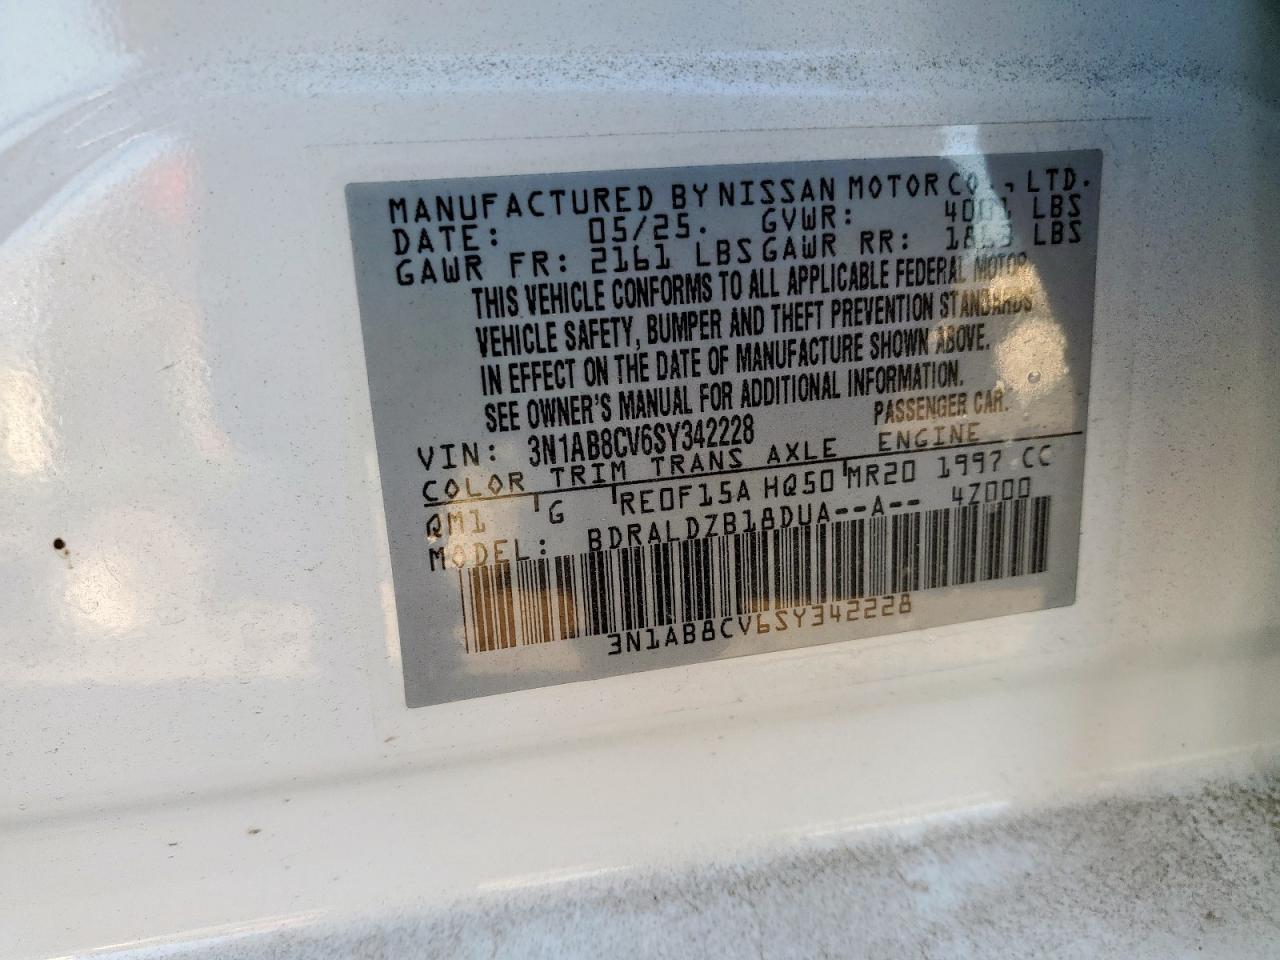 MANUFACTURED BY NISSAN MOTOR CO., LTD.
DATE: 05/25. GVWR: LBS
GAWR FR: 2161 LBS GAWR RR: LBS
THIS VEHICLE CONFORMS TO ALL APPLICABLE FEDERAL MOTOR
VEHICLE SAFETY, BUMPER AND THEFT PREVENTION STANDARDS
IN EFFECT ON THE DATE OF MANUFACTURE SHOWN ABOVE.
SEE OWNER'S MANUAL FOR ADDITIONAL INFORMATION.
VIN: 3N1AB8CV6SY342228 PASSENGER CAR.
COLOR TRIM TRANS AXLE ENGINE
QM1 G RE0F15A HQ50 MR20 1997 CC
MODEL: BDRALDZB18DUA--A-- 4Z000
3N1AB8CV6SY342228